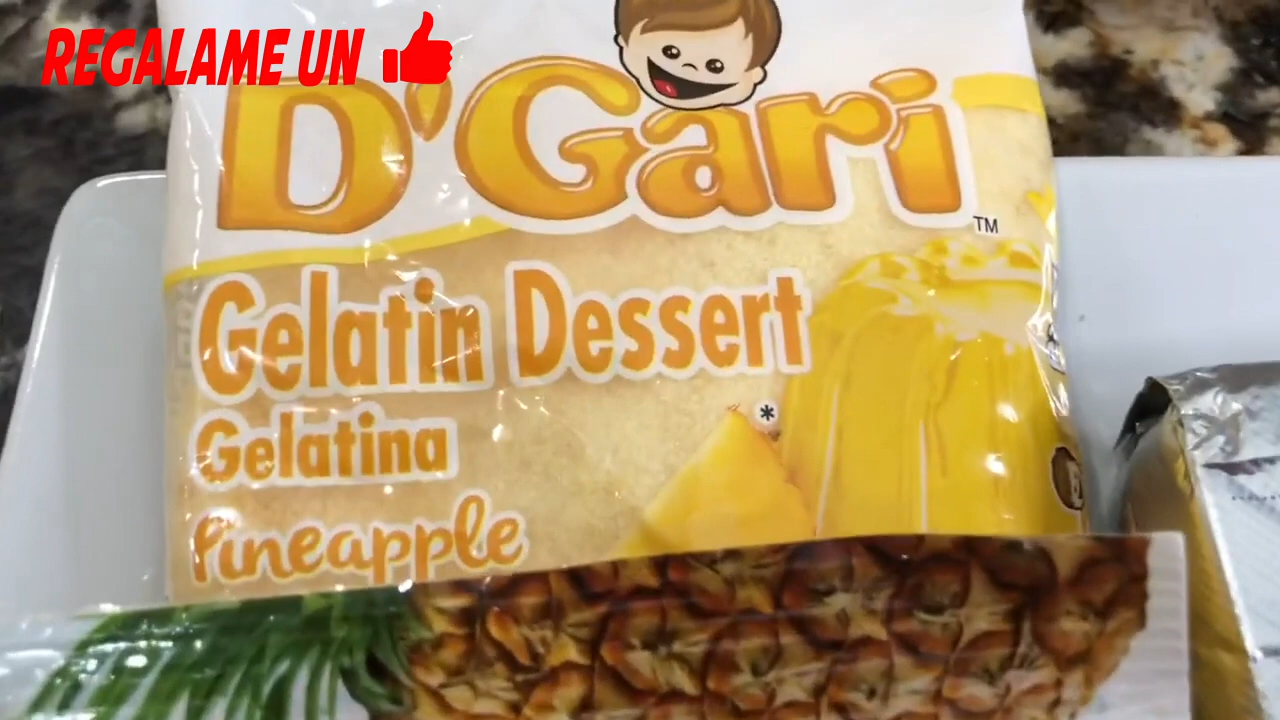 REGALAME UN
D'Gari
TM
Gelatin Dessert
*
Gelatina
Pineapple